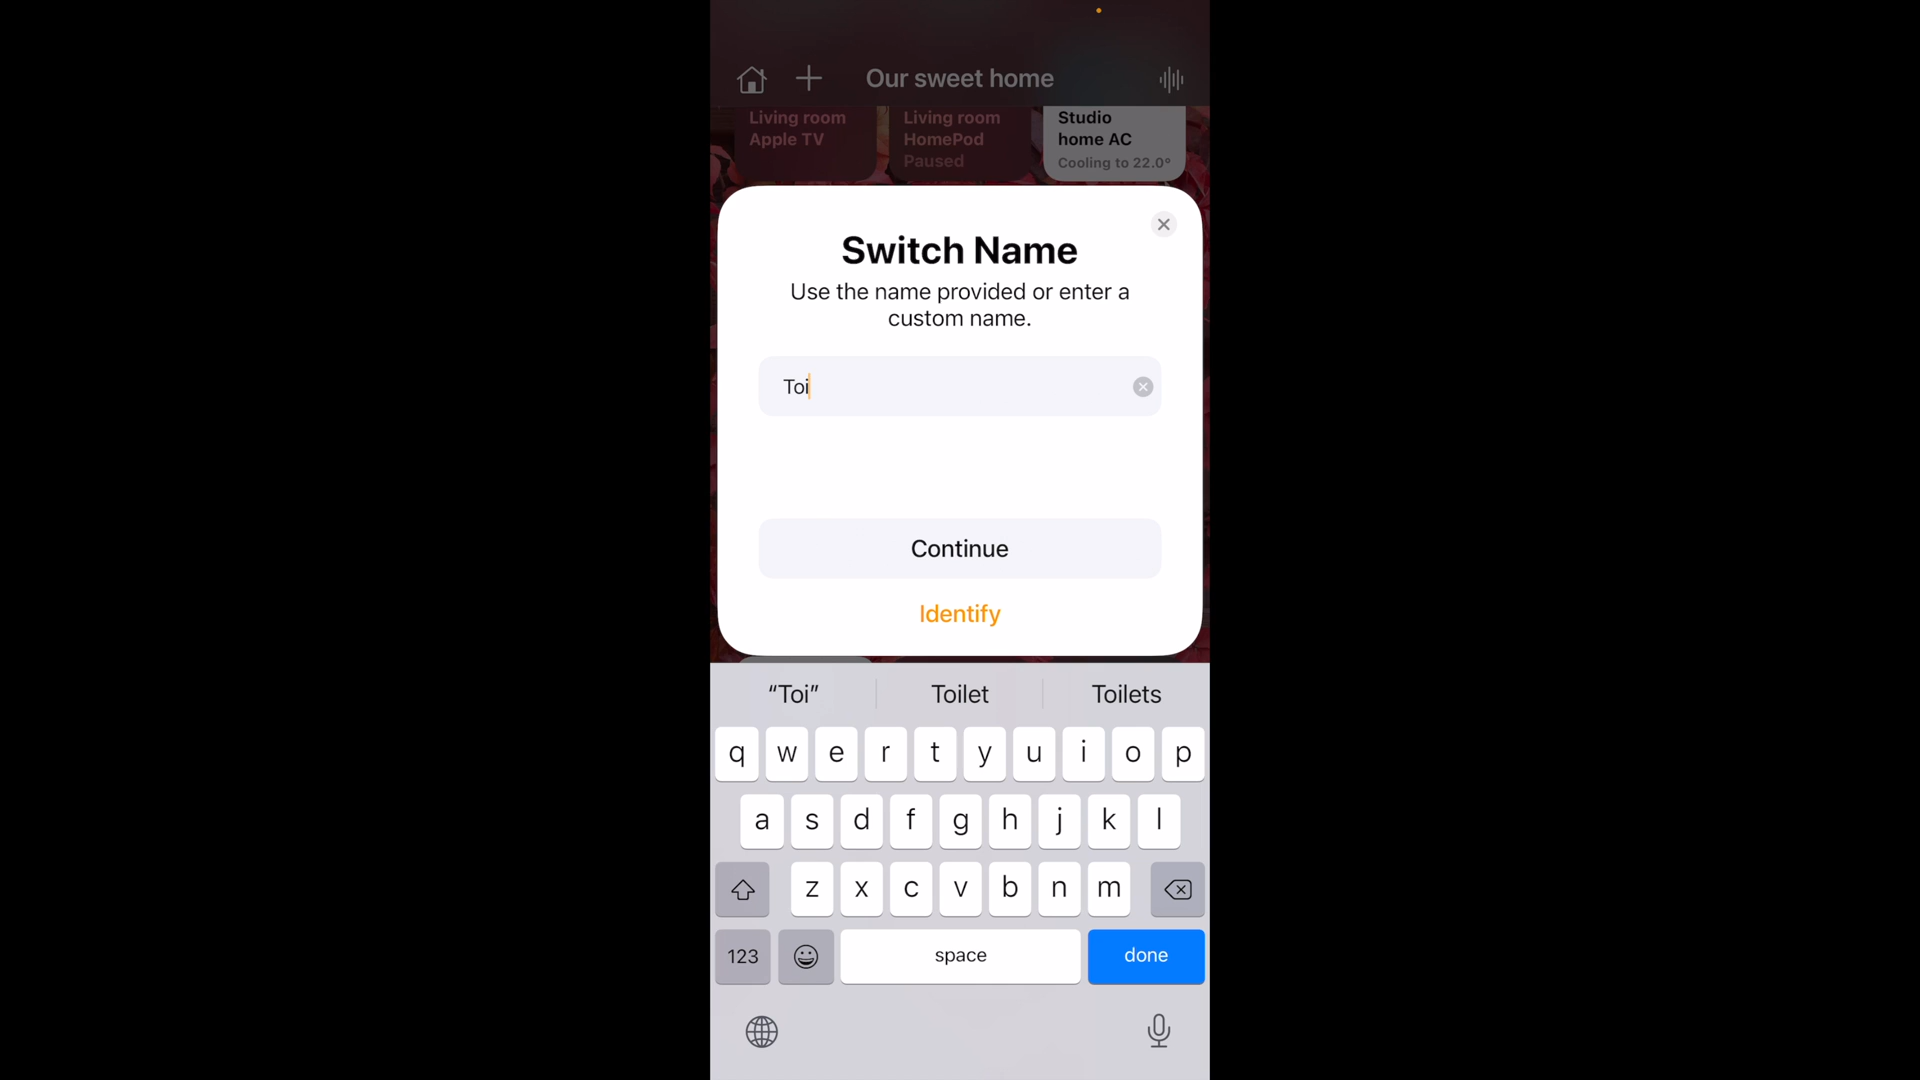 Our sweet home
Living room
Apple TV
Living room
HomePod
Paused
Studio
home AC
Cooling to 22.0°
Switch Name
Use the name provided or enter a
custom name.
Toi
Continue
Identify
“Toi” Toilet Toilets
q w e r t y u i o p
a s d f g h j k l
z x c v b n m
123 space done